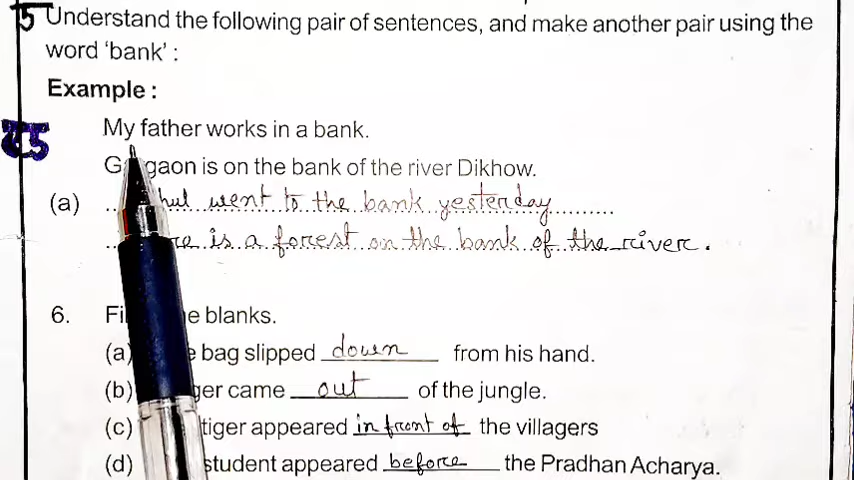 5 Understand the following pair of sentences, and make another pair using the
word 'bank' :
Example :
My father works in a bank.
is on the bank of the river Dikhow.
(a) went to the bank yesterday
is a forest on the bank of the river.
6. blanks.
(a) bag slipped down from his hand.
(b) came out of the jungle.
(c) tiger appeared in front of the villagers
(d) student appeared before the Pradhan Acharya.